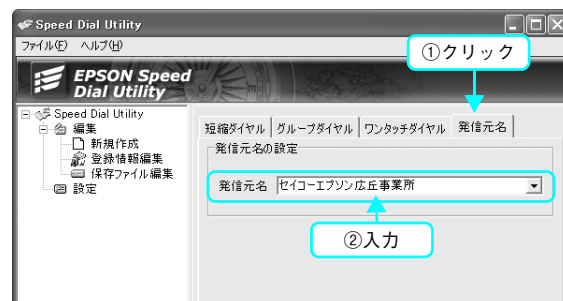 Speed Dial Utility
ファイル(F) ヘルプ(H)
①クリック
EPSON Speed
Dial Utility
Speed Dial Utility
編集
新規作成
登録情報編集
保存ファイル編集
設定
短縮ダイヤル グループダイヤル ワンタッチダイヤル 発信元名
発信元名の設定
発信元名 セイコーエプソン広丘事業所
②入力